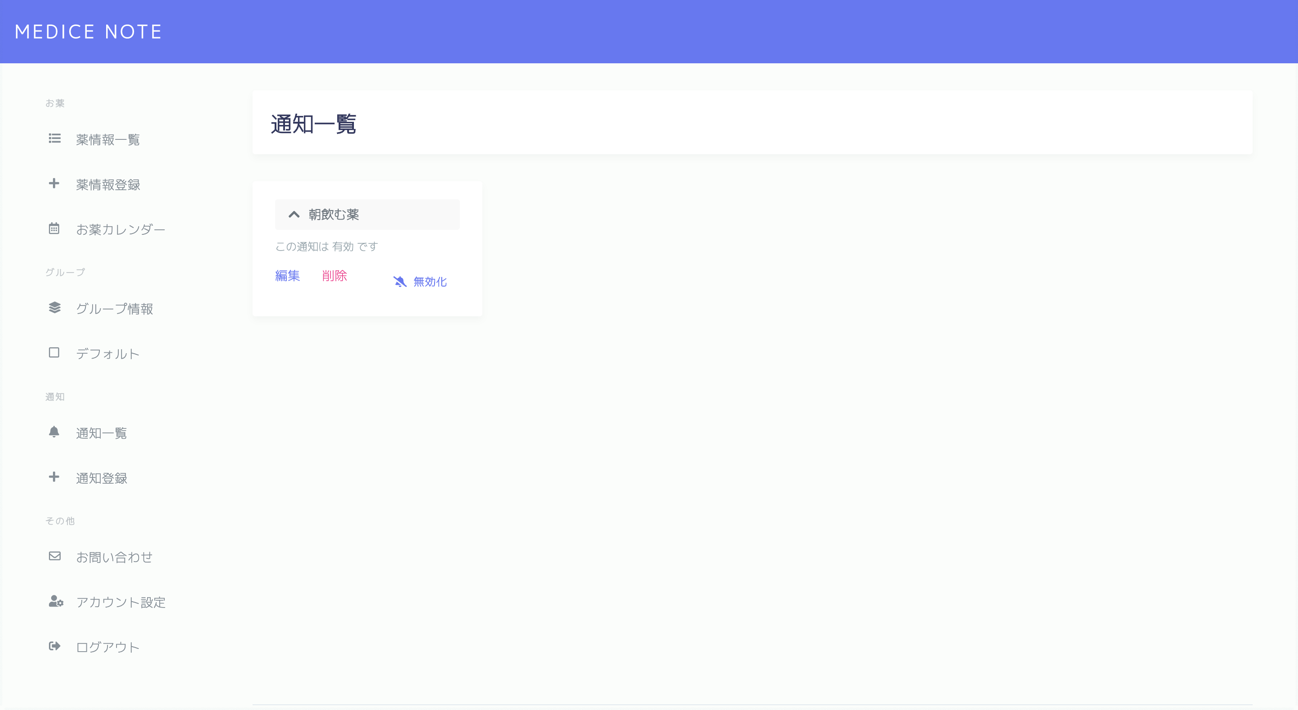 MEDICE NOTE
お薬
薬情報一覧
薬情報登録
お薬カレンダー
グループ
グループ情報
デフォルト
通知
通知一覧
通知登録
その他
お問い合わせ
アカウント設定
ログアウト
通知一覧
朝飲む薬
この通知は 有効 です
編集 削除 無効化